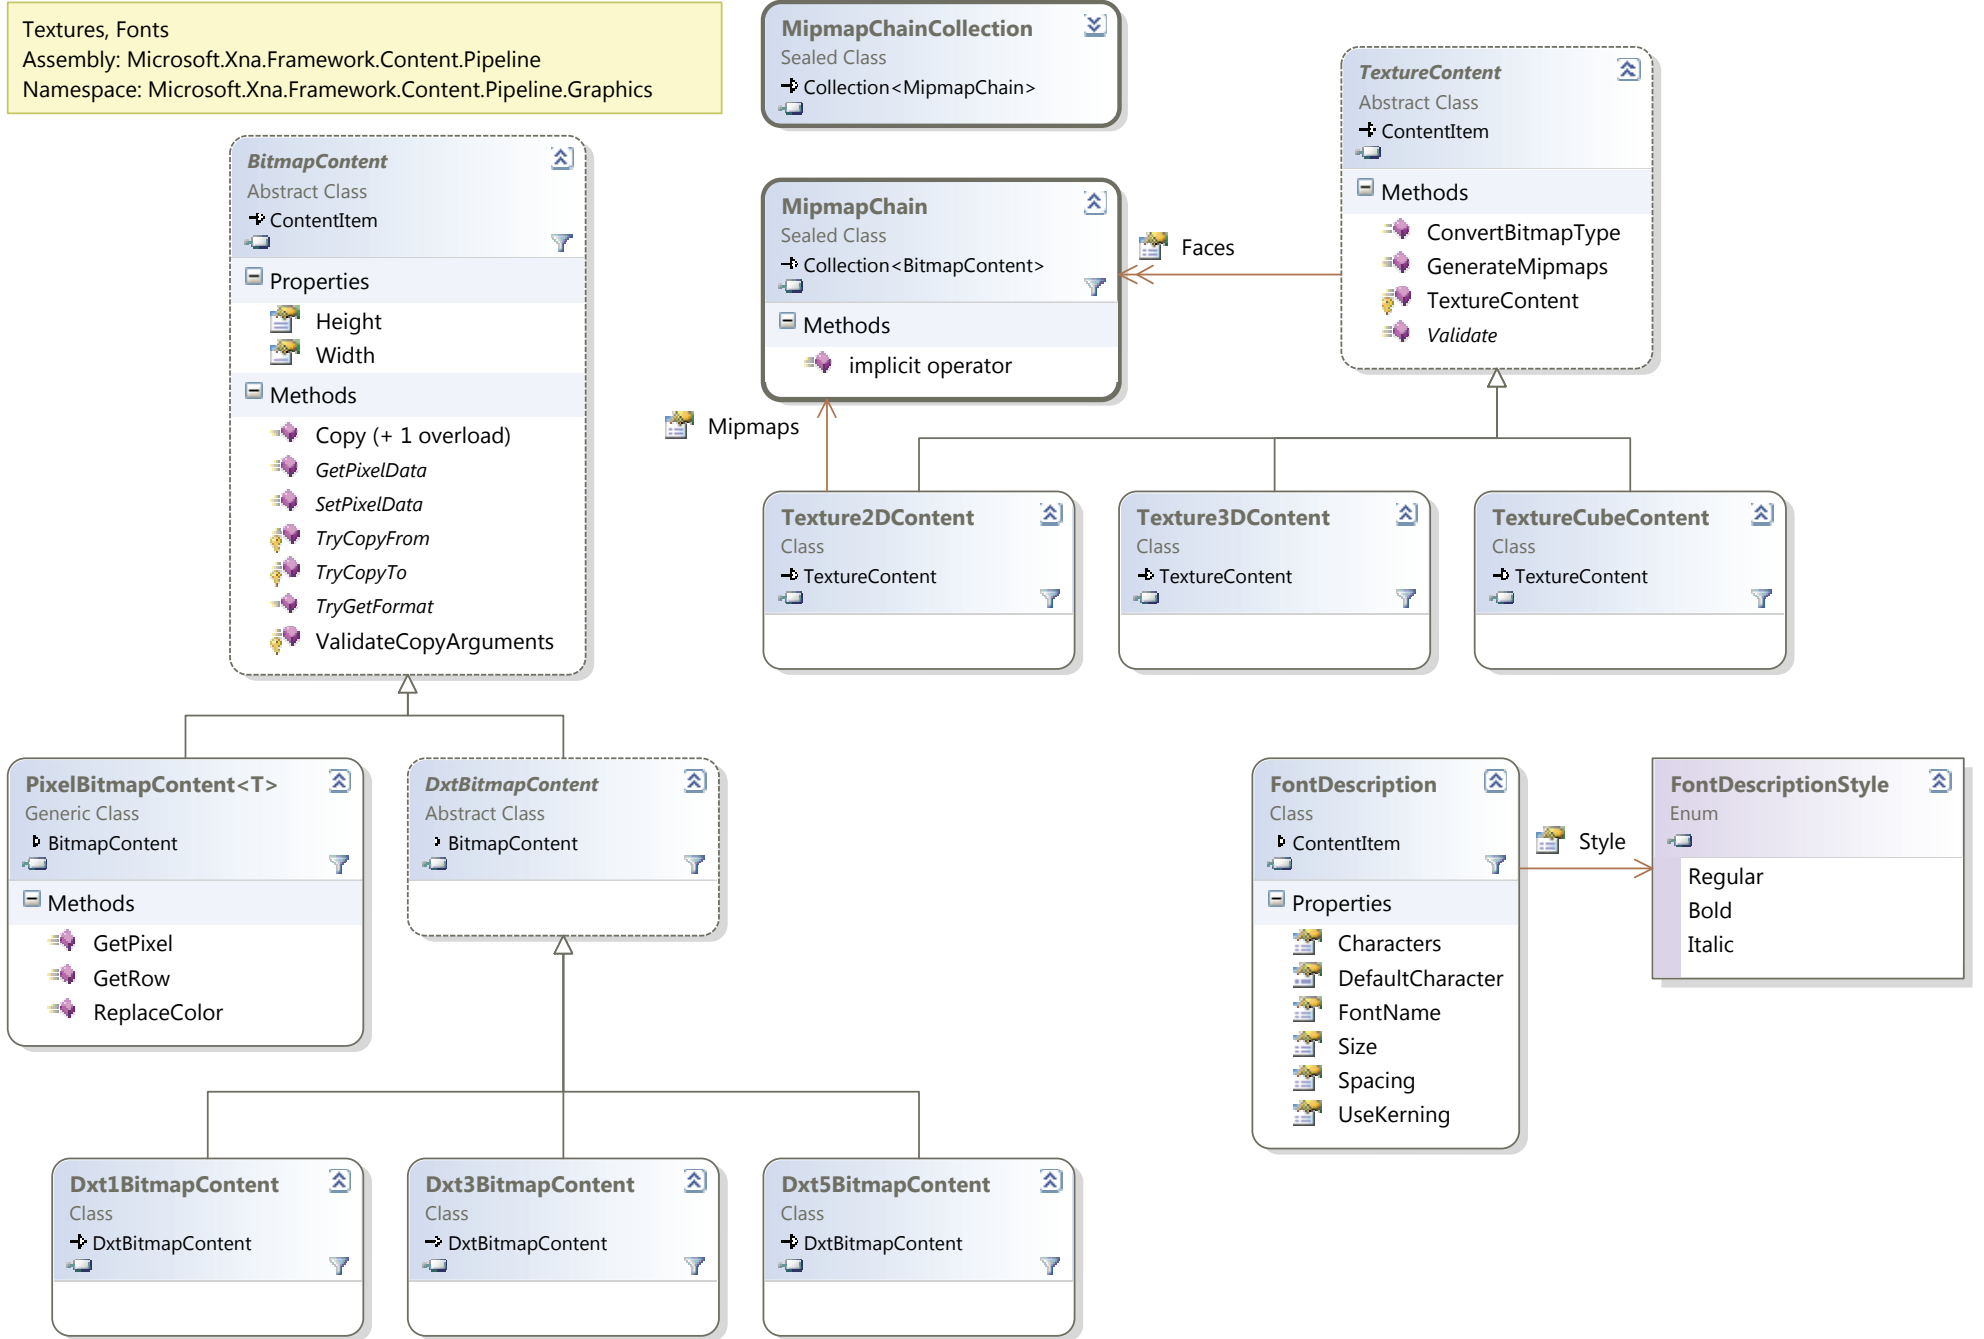 Textures, Fonts
Assembly: Microsoft.Xna.Framework.Content.Pipeline
Namespace: Microsoft.Xna.Framework.Content.Pipeline.Graphics
MipmapChainCollection
Sealed Class
Collection<MipmapChain>
TextureContent
Abstract Class
ContentItem
Methods
ConvertBitmapType
GenerateMipmaps
TextureContent
Validate
BitmapContent
Abstract Class
ContentItem
Properties
Height
Width
Methods
Copy (+ 1 overload)
GetPixelData
SetPixelData
TryCopyFrom
TryCopyTo
TryGetFormat
ValidateCopyArguments
MipmapChain
Sealed Class
Collection<BitmapContent>
Methods
implicit operator
Faces
Mipmaps
Texture2DContent
Class
TextureContent
Texture3DContent
Class
TextureContent
TextureCubeContent
Class
TextureContent
PixelBitmapContent<T>
Generic Class
BitmapContent
Methods
GetPixel
GetRow
ReplaceColor
DxtBitmapContent
Abstract Class
BitmapContent
FontDescription
Class
ContentItem
Properties
Characters
DefaultCharacter
FontName
Size
Spacing
UseKerning
Style
FontDescriptionStyle
Enum
Regular
Bold
Italic
Dxt1BitmapContent
Class
DxtBitmapContent
Dxt3BitmapContent
Class
DxtBitmapContent
Dxt5BitmapContent
Class
DxtBitmapContent